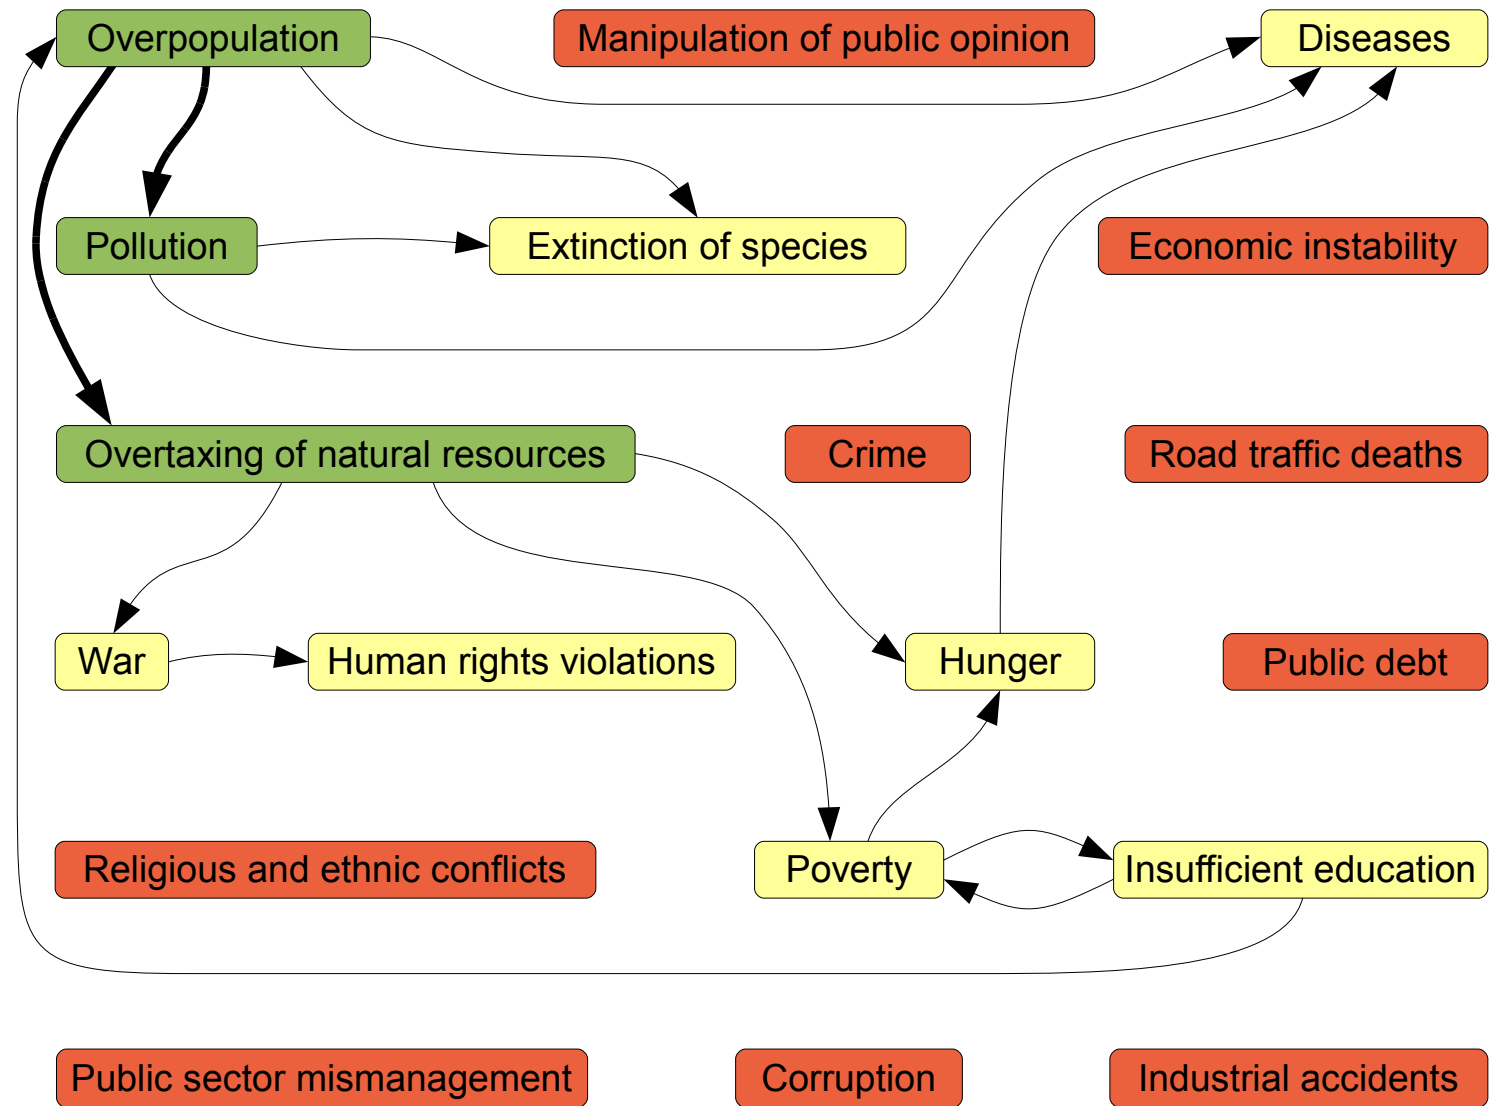 Overpopulation
Manipulation of public opinion
Diseases
Pollution
Extinction of species
Economic instability
Overtaxing of natural resources
Crime
Road traffic deaths
War
Human rights violations
Hunger
Public debt
Religious and ethnic conflicts
Poverty
Insufficient education
Public sector mismanagement
Corruption
Industrial accidents